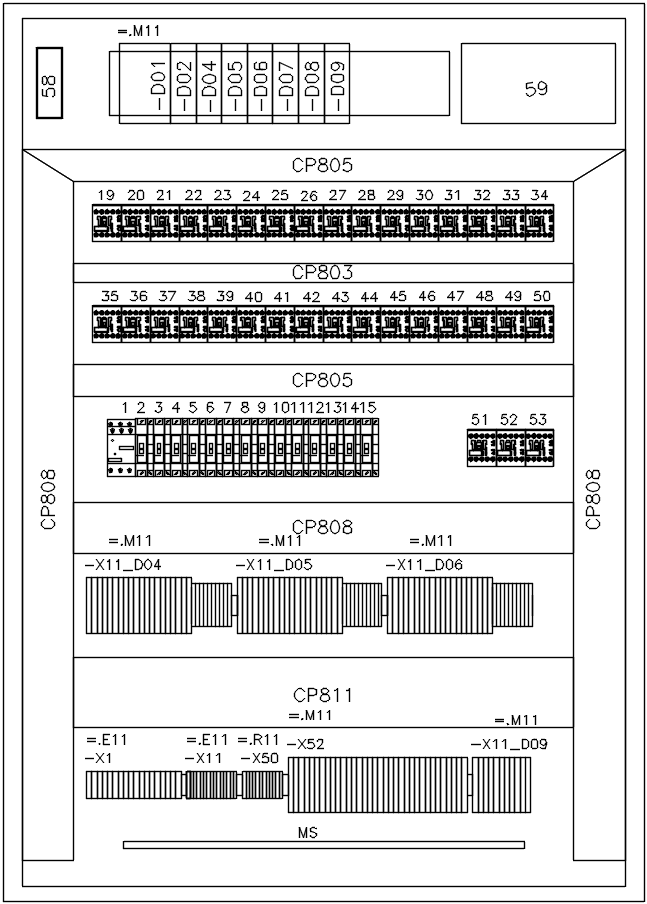 =.M11
58 -D01 -D02 -D04 -D05 -D06 -D07 -D08 -D09 59
CP805
19 20 21 22 23 24 25 26 27 28 29 30 31 32 33 34
CP803
35 36 37 38 39 40 41 42 43 44 45 46 47 48 49 50
CP805
1 2 3 4 5 6 7 8 9 10 11 12 13 14 15
51 52 53
CP808
CP808
CP808
=.M11 =.M11 =.M11
-X11_D04 -X11_D05 -X11_D06
CP811
=.M11 =.M11
=.E11 =.E11 =.R11
-X52 -X11_D09
-X1 -X11 -X50
MS